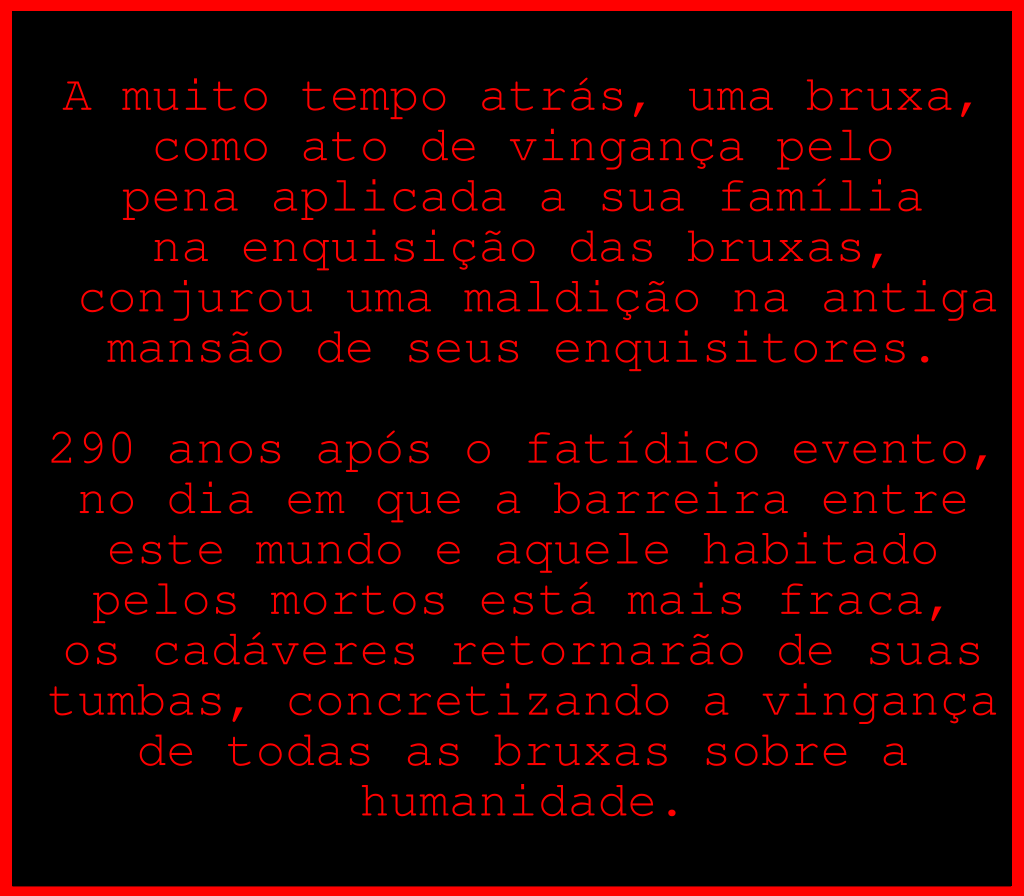 A muito tempo atrás, uma bruxa,
como ato de vingança pelo
pena aplicada a sua família
na enquisição das bruxas,
conjurou uma maldição na antiga
mansão de seus enquisitores.
290 anos após o fatídico evento,
no dia em que a barreira entre
este mundo e aquele habitado
pelos mortos está mais fraca,
os cadáveres retornarão de suas
tumbas, concretizando a vingança
de todas as bruxas sobre a
humanidade.